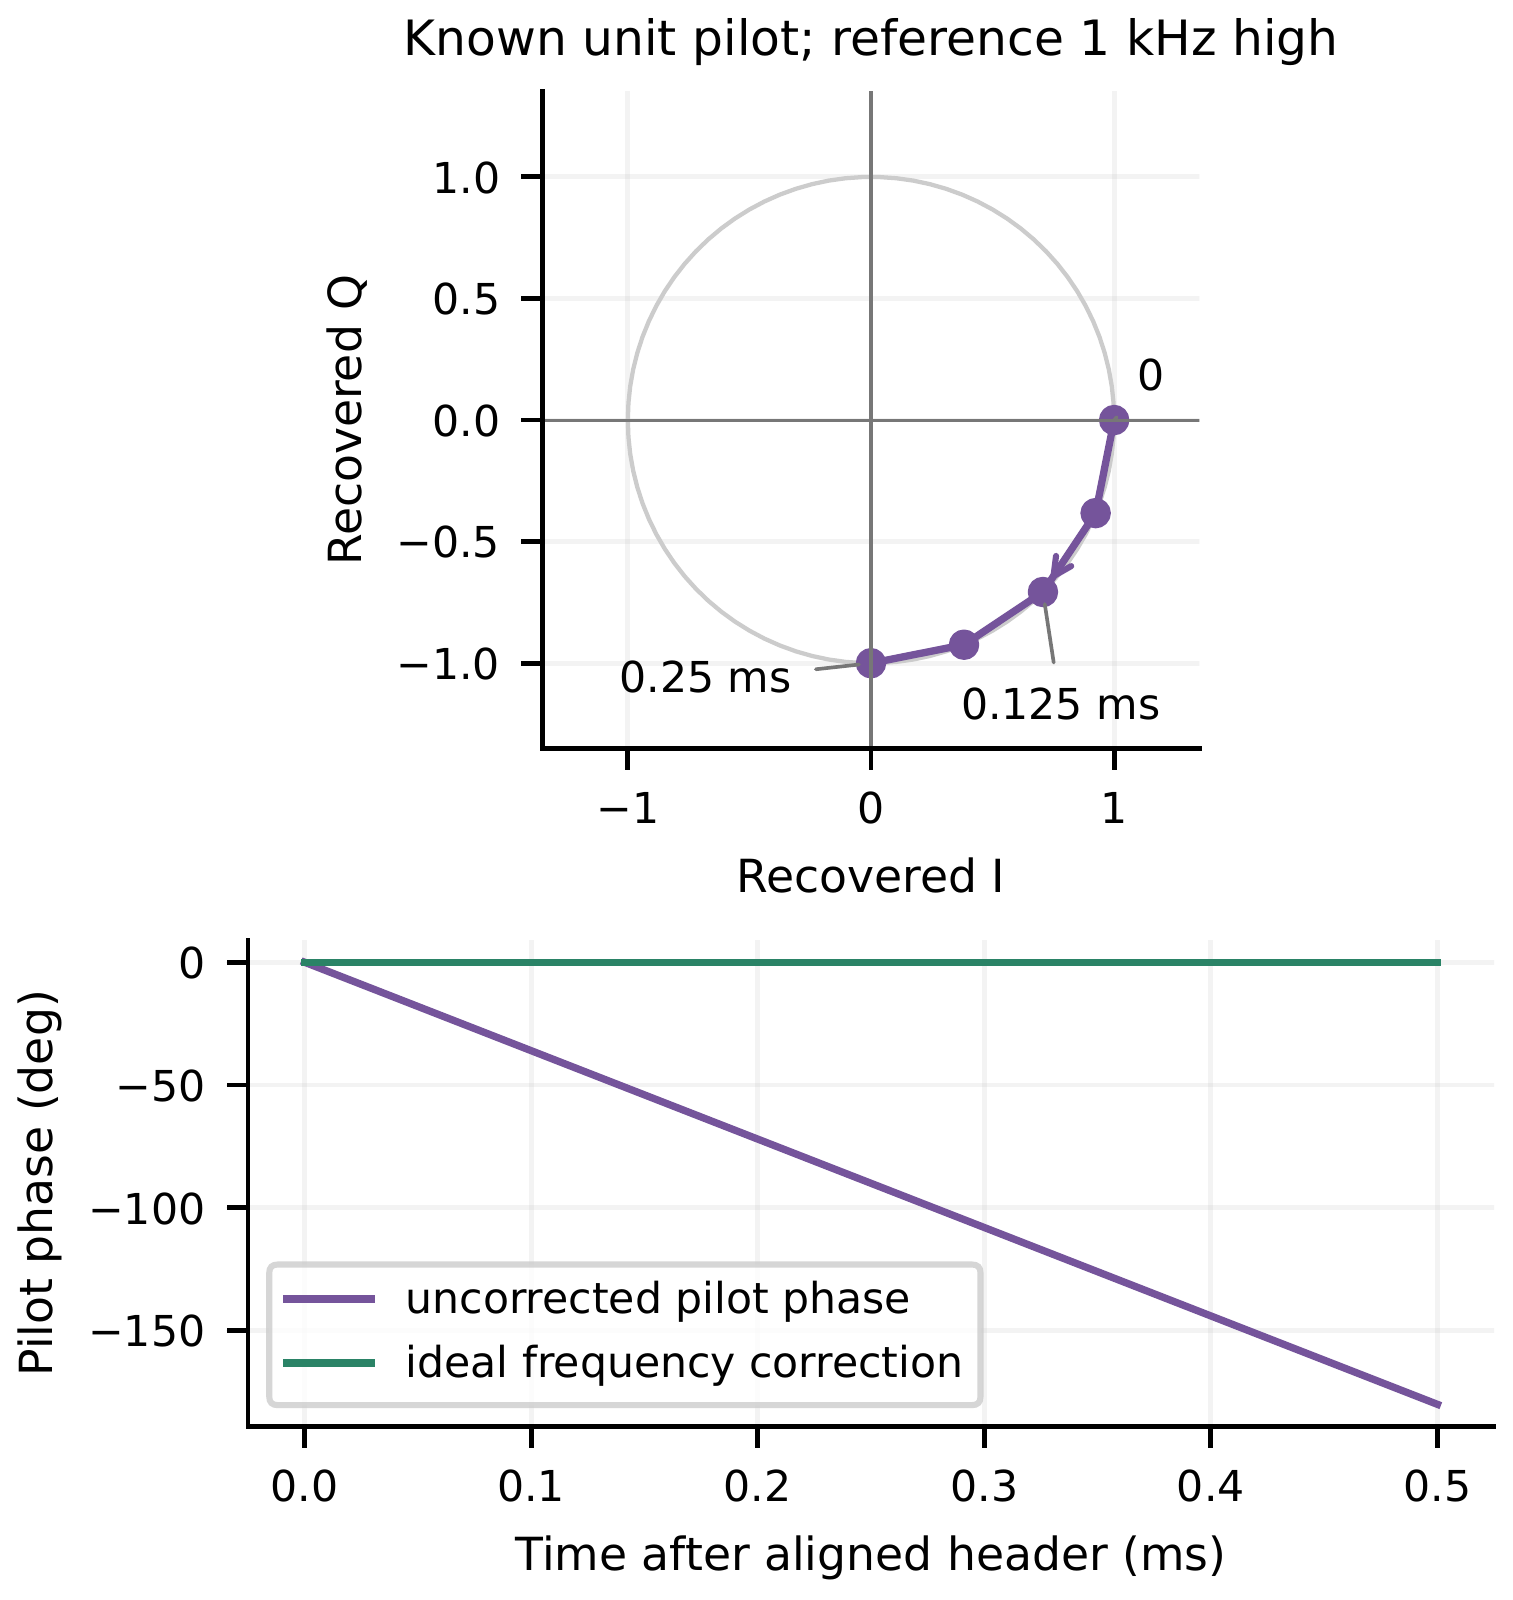 Known unit pilot; reference 1 kHz high
1.0
0.5
0.0
−0.5
−1.0
Recovered Q
0
0.25 ms
0.125 ms
−1
0
1
Recovered I
0
−50
−100
−150
Pilot phase (deg)
uncorrected pilot phase
ideal frequency correction
0.0
0.1
0.2
0.3
0.4
0.5
Time after aligned header (ms)